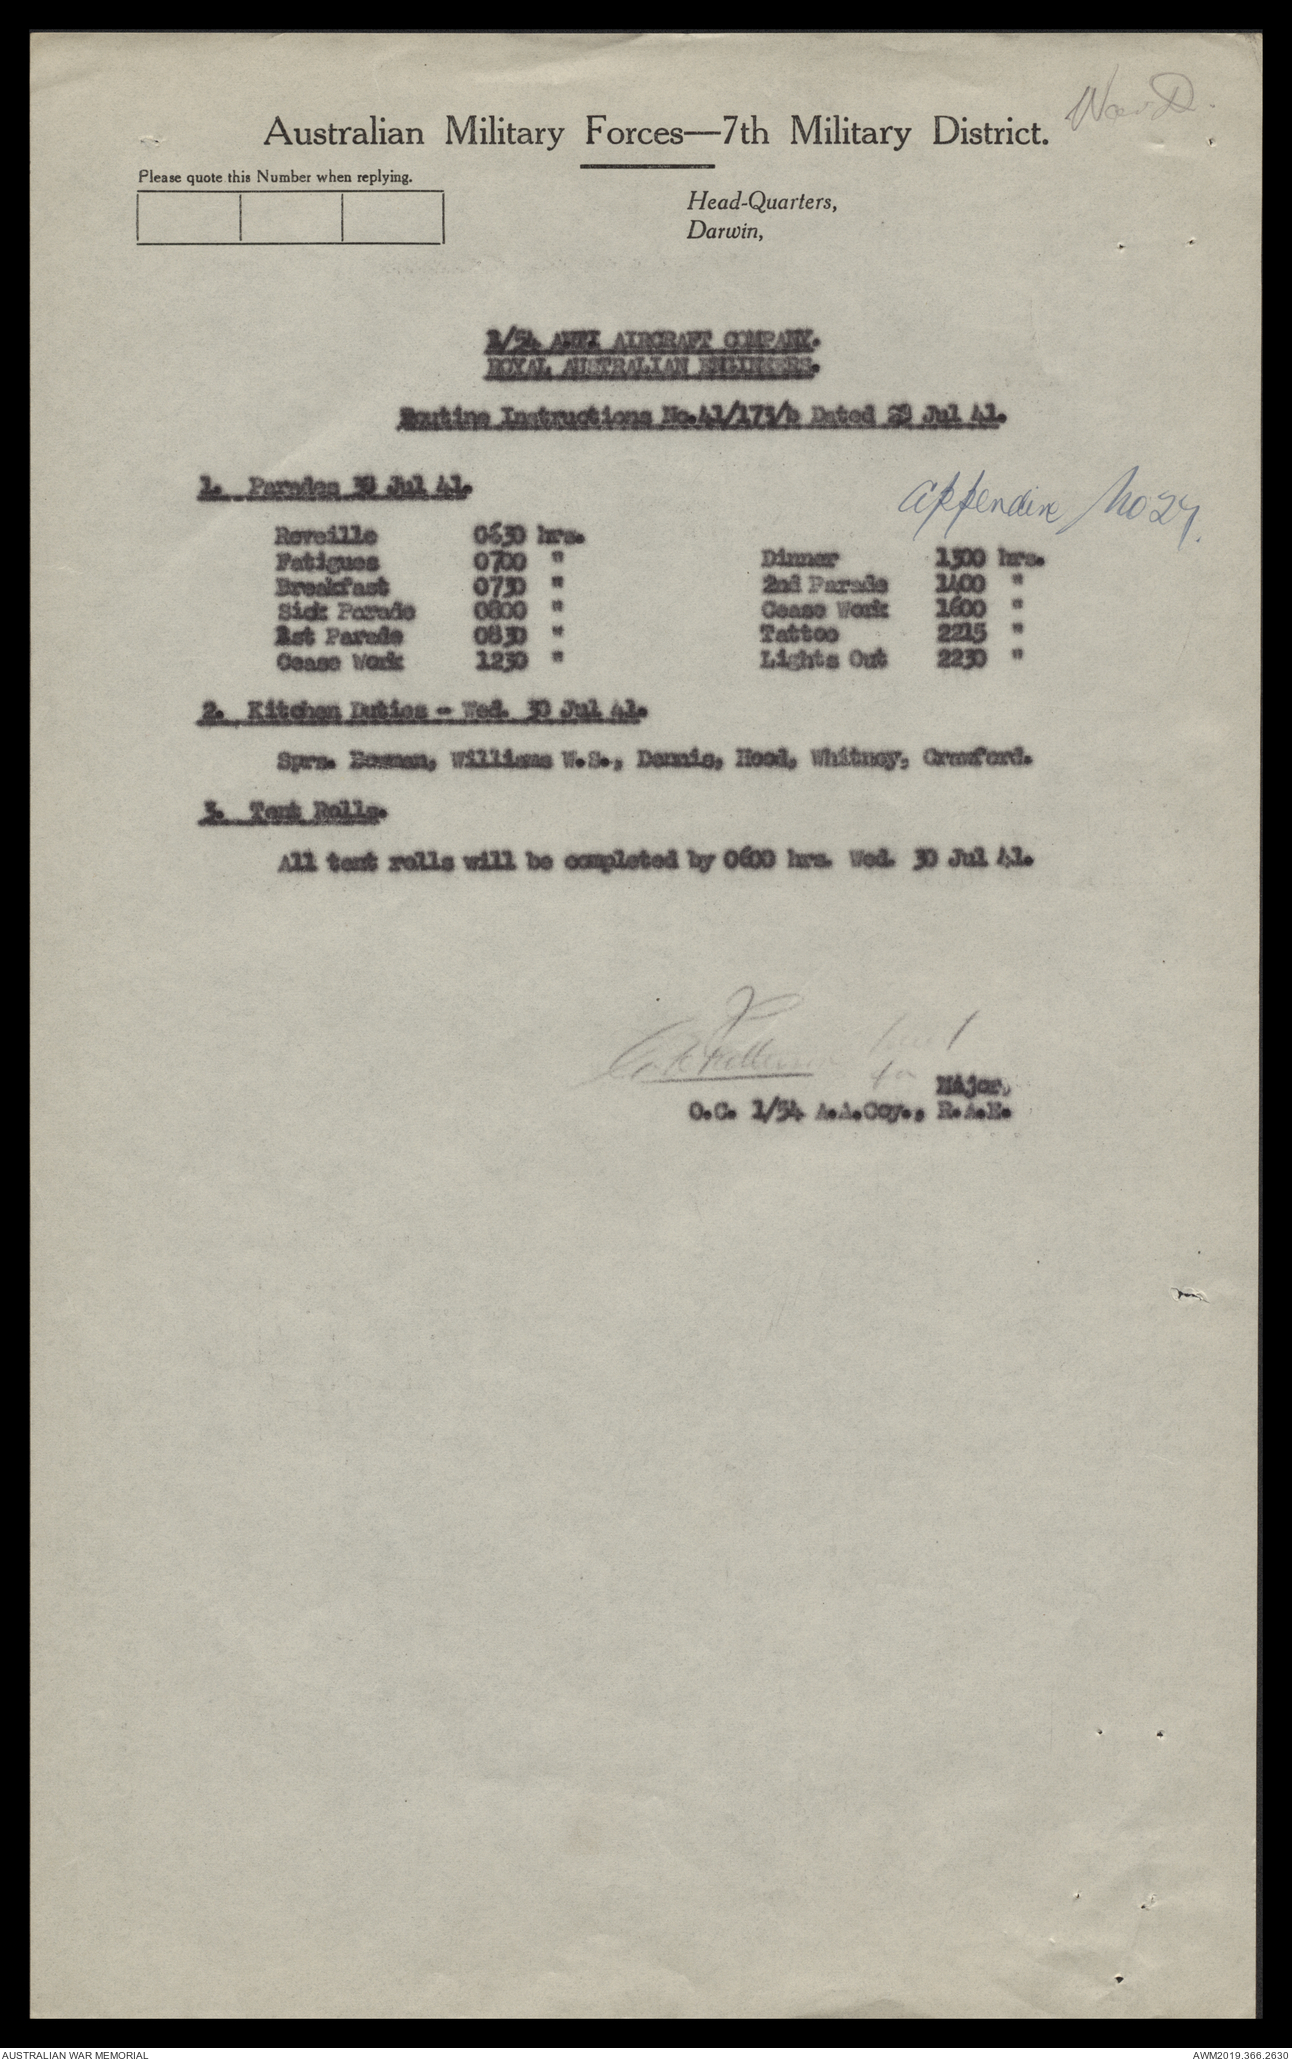 War D.
Australian Military Forces—7th Military District.
Please quote this Number when replying.
Head-Quarters,
Darwin,
1/54 ANTI AIRCRAFT COMPANY.
ROYAL AUSTRALIAN ENGINEERS.
Routine Instructions No.41/173/b Dated 29 Jul 41.
1. Parades 30 Jul 41.
Appendix No 27.
Reveille 0630 hrs.
Fatigues 0700 "
Breakfast 0730 "
Sick Parade 0800 "
1st Parade 0830 "
Cease Work 1230 "
Dinner 1300 hrs.
2nd Parade 1400 "
Cease Work 1600 "
Tattoo 2215 "
Lights Out 2230 "
2. Kitchen Duties - Wed. 30 Jul 41.
Sprs. Bowman, Williams W.S., Dennis, Hood, Whitney, Crawford.
3. Tent Rolls.
All tent rolls will be completed by 0600 hrs. Wed. 30 Jul 41.
for Major,
O.C. 1/54 A.A.Coy., R.A.E.
AUSTRALIAN WAR MEMORIAL
AWM2019.366.2630